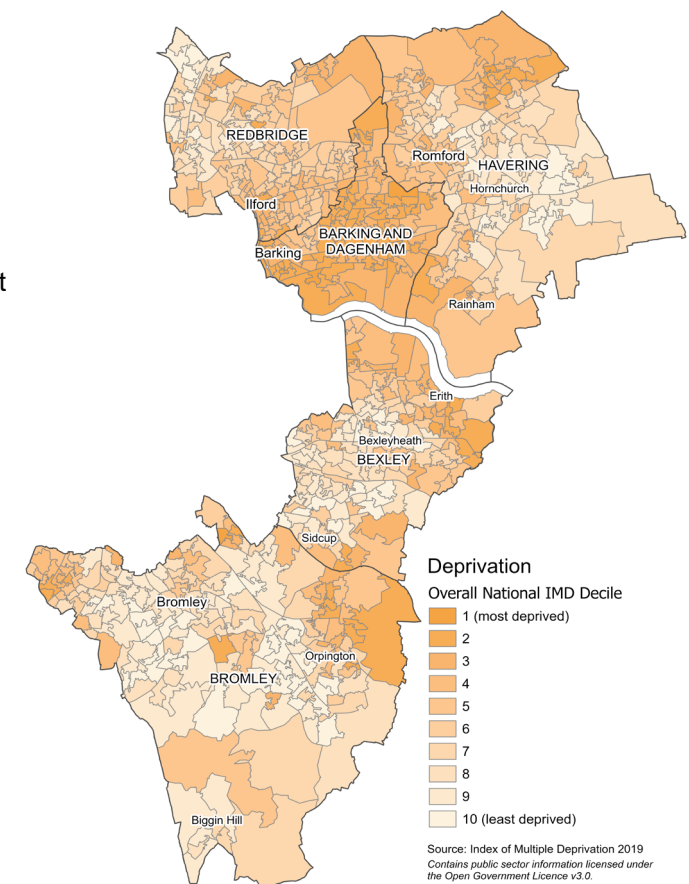 REDBRIDGE
Romford
HAVERING
Hornchurch
Ilford
BARKING AND
DAGENHAM
Barking
t
Rainham
Erith
Bexleyheath
BEXLEY
Sidcup
Bromley
Orpington
BROMLEY
Biggin Hill
Deprivation
Overall National IMD Decile
1 (most deprived)
2
3
4
5
6
7
8
9
10 (least deprived)
Source: Index of Multiple Deprivation 2019
Contains public sector information licensed under
the Open Government Licence v3.0.